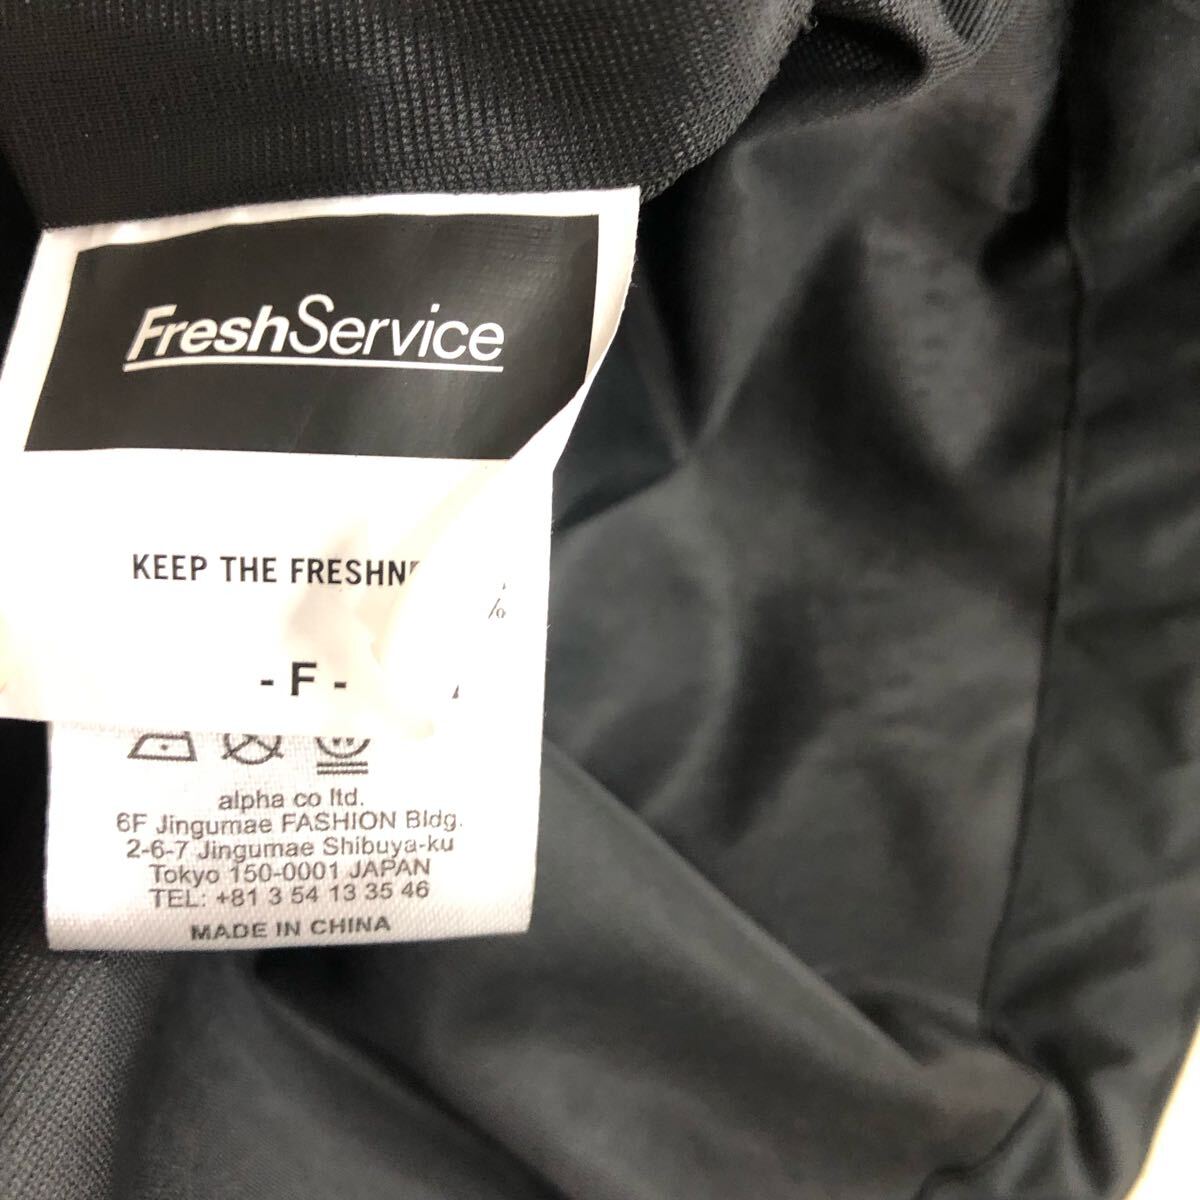 FreshService
KEEP THE
- F -
%
alpha co ltd.
6F Jingumae FASHION Bldg.
2-6-7 Jingumae Shibuya-ku
Tokyo 150-0001 JAPAN
TEL: +81 3 54 13 35 46
MADE IN CHINA